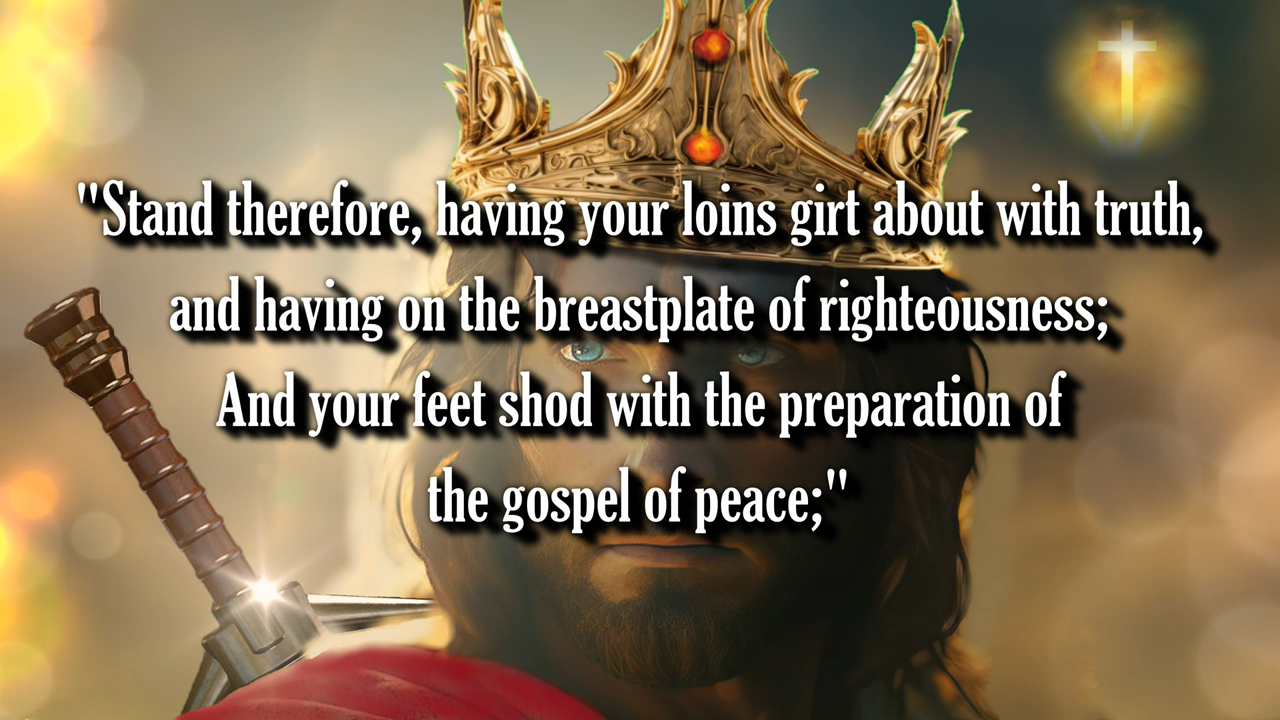 "Stand therefore, having your loins girt about with truth,
and having on the breastplate of righteousness;
And your feet shod with the preparation of
the gospel of peace;"